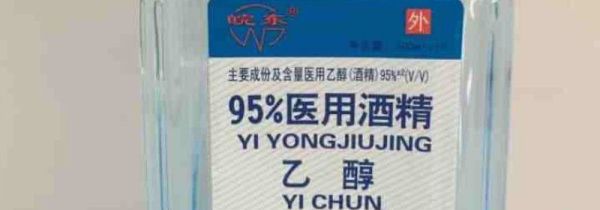 皖东®
外
主要成份及含量医用乙醇(酒精)95%±2(V/V)
95%医用酒精
YI YONGJIUJING
乙醇
YI CHUN